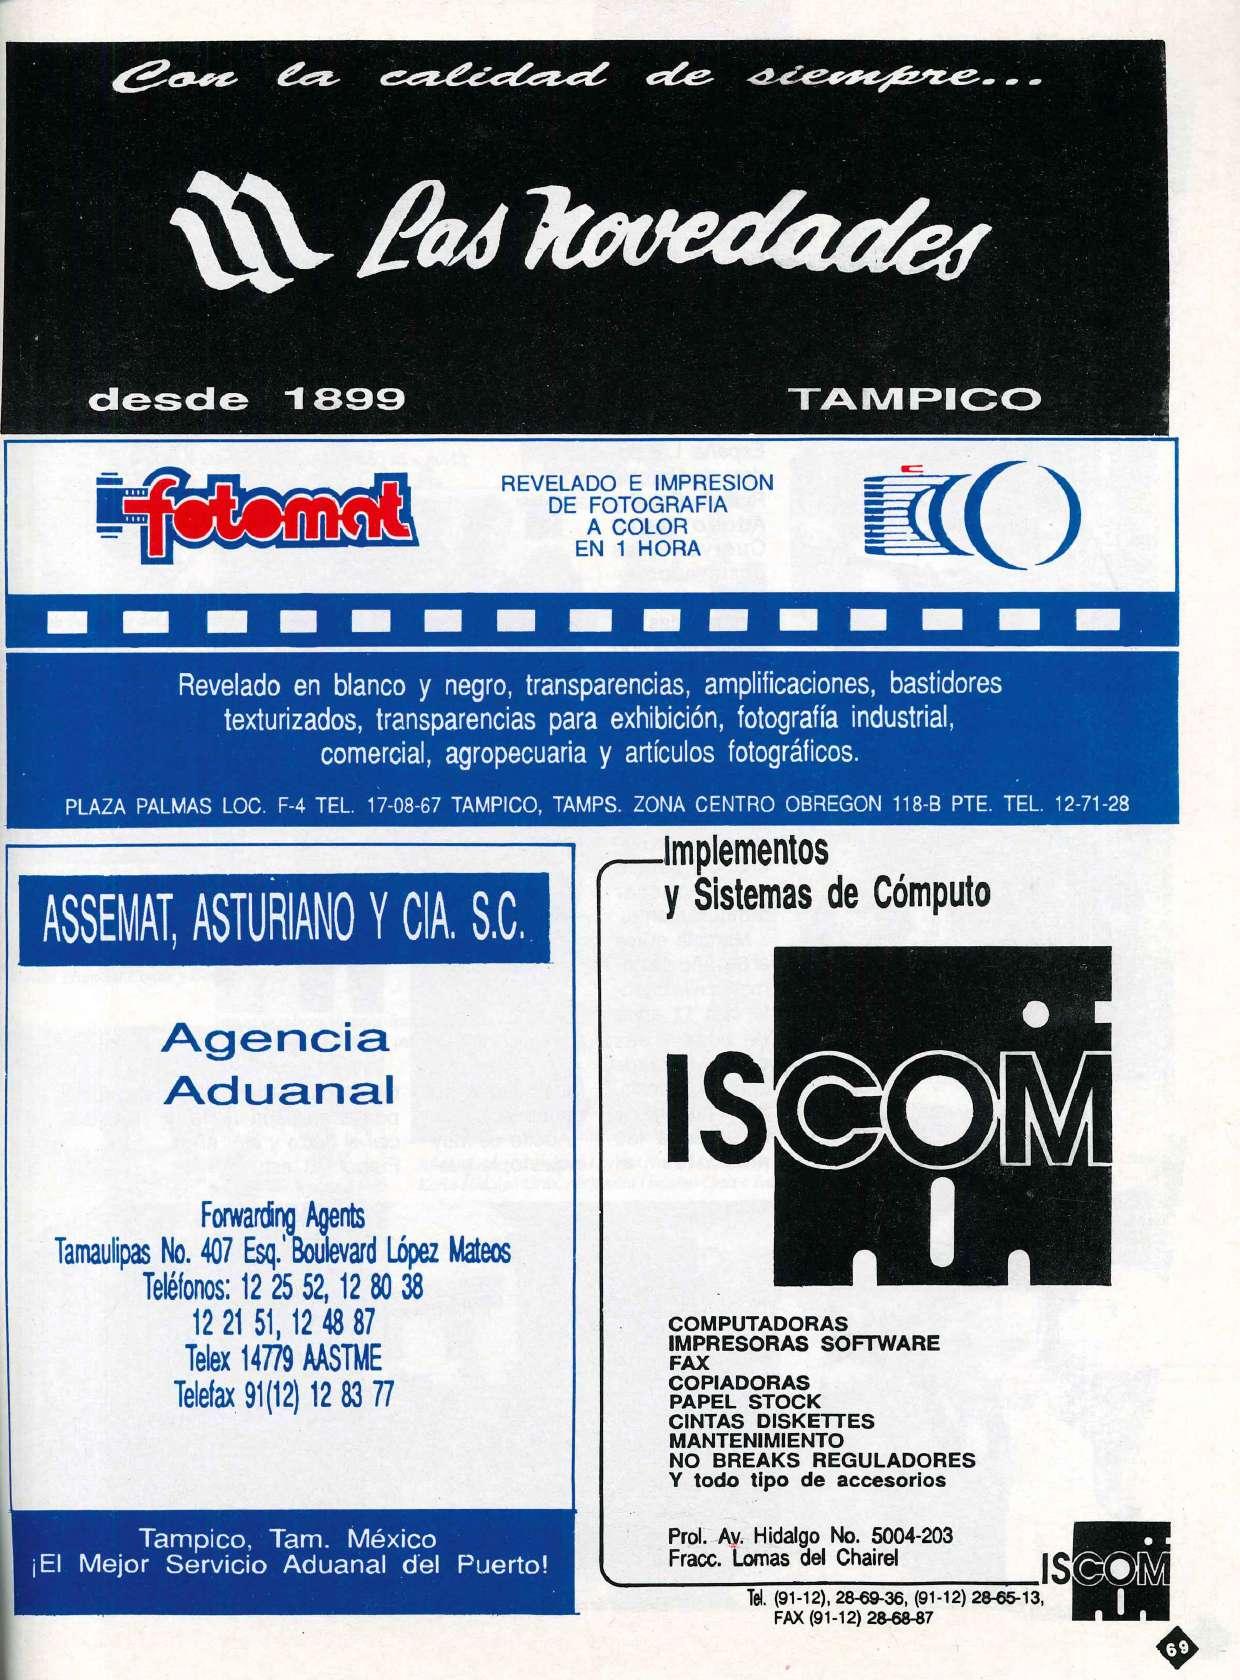 Con la calidad de siempre...
Las Novedades
desde 1899 TAMPICO
fotomat
REVELADO E IMPRESION
DE FOTOGRAFIA
A COLOR
EN 1 HORA
Revelado en blanco y negro, transparencias, amplificaciones, bastidores
texturizados, transparencias para exhibición, fotografía industrial,
comercial, agropecuaria y artículos fotográficos.
PLAZA PALMAS LOC. F-4 TEL. 17-08-67 TAMPICO, TAMPS. ZONA CENTRO OBREGON 118-B PTE. TEL. 12-71-28
ASSEMAT, ASTURIANO Y CIA. S.C.
Agencia
Aduanal
Forwarding Agents
Tamaulipas No. 407 Esq. Boulevard López Mateos
Teléfonos: 12 25 52, 12 80 38
12 21 51, 12 48 87
Telex 14779 AASTME
Telefax 91(12) 12 83 77
Tampico, Tam. México
¡El Mejor Servicio Aduanal del Puerto!
Implementos
y Sistemas de Cómputo
ISCOM
COMPUTADORAS
IMPRESORAS SOFTWARE
FAX
COPIADORAS
PAPEL STOCK
CINTAS DISKETTES
MANTENIMIENTO
NO BREAKS REGULADORES
Y todo tipo de accesorios
Prol. Av. Hidalgo No. 5004-203
Fracc. Lomas del Chairel
ISCOM
Tel. (91-12), 28-69-36, (91-12) 28-65-13,
FAX (91-12) 28-68-87
69